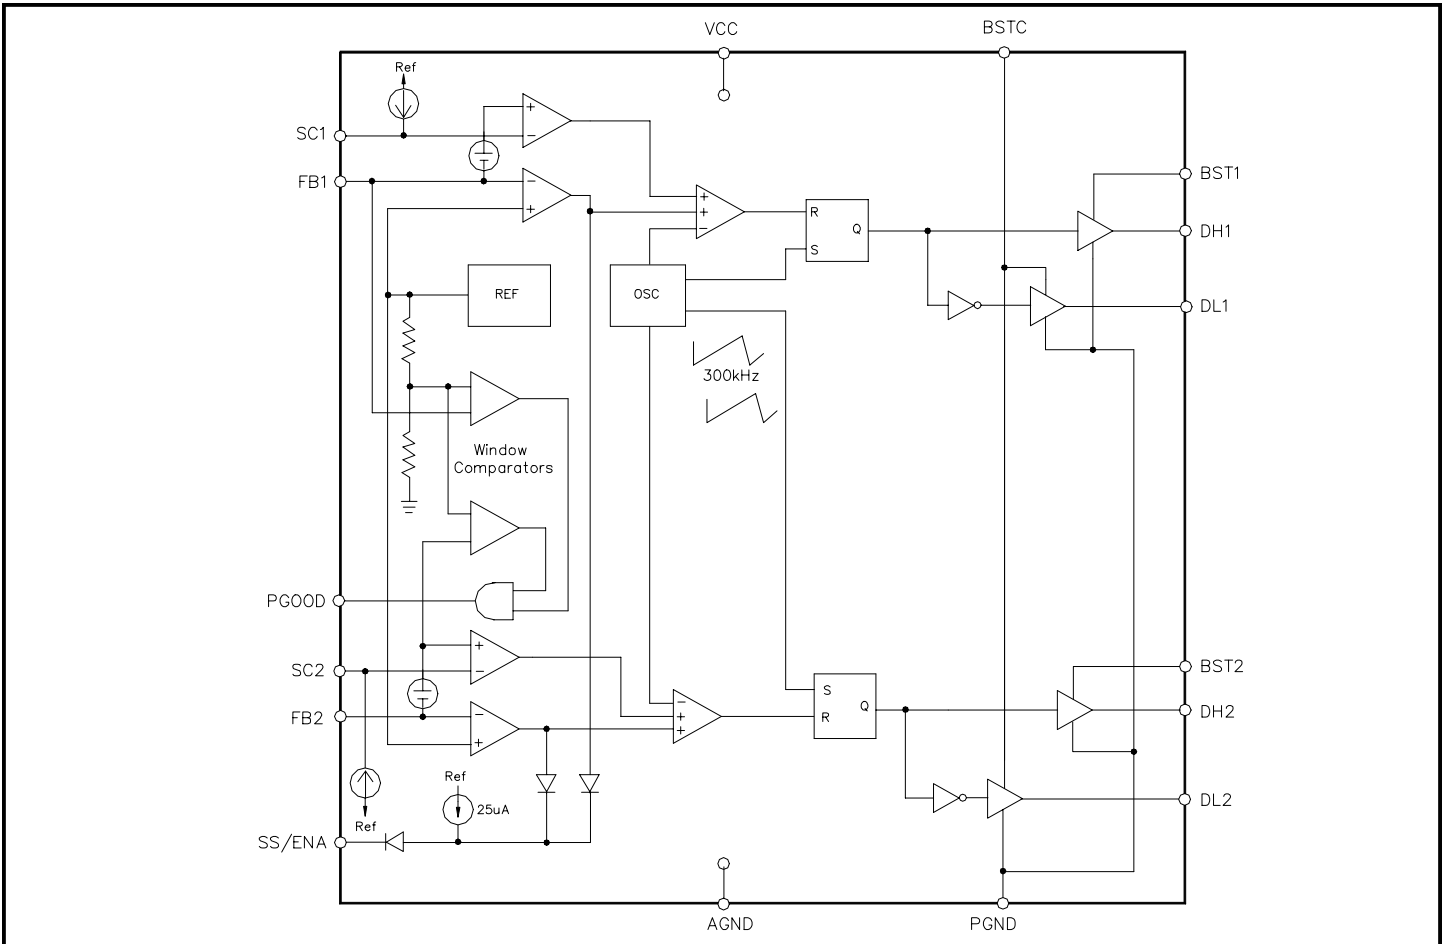 VCC
BSTC
Ref
SC1
+
−
FB1
−
+
BST1
+
+
−
R
Q
S
DH1
REF
OSC
DL1
300kHz
Window
Comparators
PGOOD
+
−
SC2
BST2
FB2
−
+
−
+
+
S
Q
R
DH2
Ref
25uA
Ref
DL2
SS/ENA
AGND
PGND